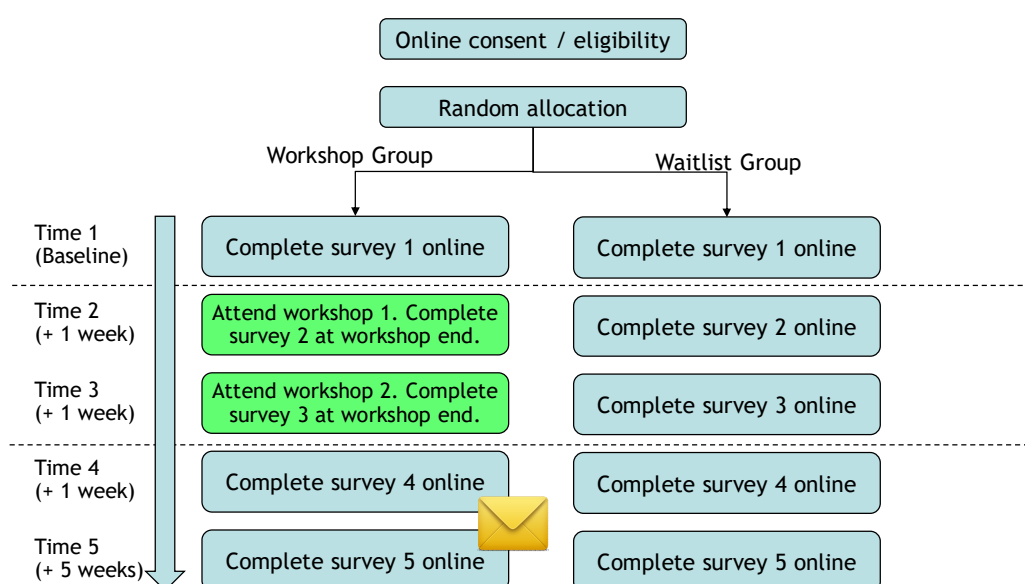 Online consent / eligibility
Random allocation
Workshop Group
Waitlist Group
Time 1
(Baseline)
Complete survey 1 online
Complete survey 1 online
Time 2
(+ 1 week)
Attend workshop 1. Complete
survey 2 at workshop end.
Complete survey 2 online
Time 3
(+ 1 week)
Attend workshop 2. Complete
survey 3 at workshop end.
Complete survey 3 online
Time 4
(+ 1 week)
Complete survey 4 online
Complete survey 4 online
Time 5
(+ 5 weeks)
Complete survey 5 online
Complete survey 5 online